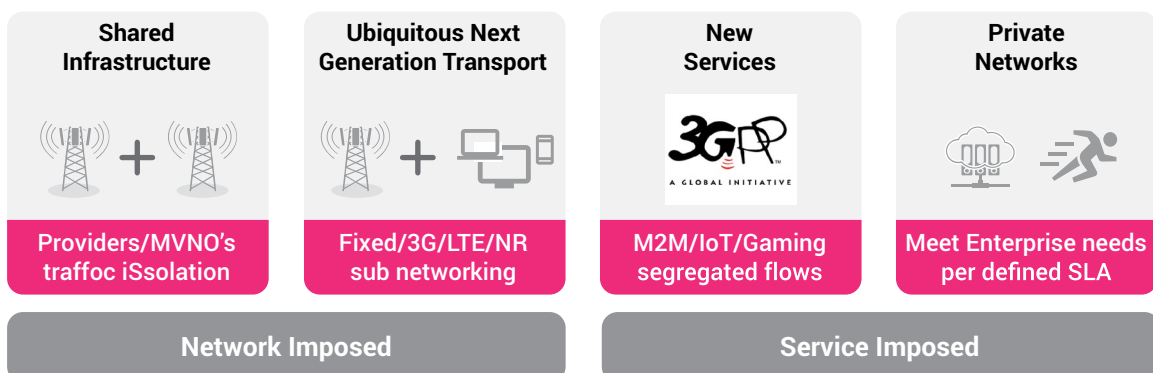 Shared
Infrastructure
Providers/MVNO's
traffoc iSsolation
Ubiquitous Next
Generation Transport
Fixed/3G/LTE/NR
sub networking
New
Services
3GPP
TM
A GLOBAL INITIATIVE
M2M/IoT/Gaming
segregated flows
Private
Networks
Meet Enterprise needs
per defined SLA
Network Imposed
Service Imposed